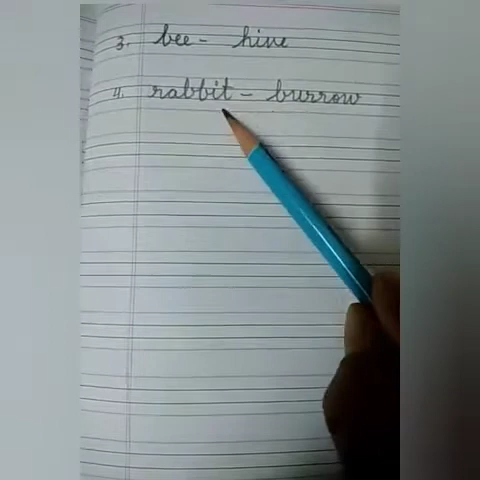 3. bee - hive
4. rabbit - burrow